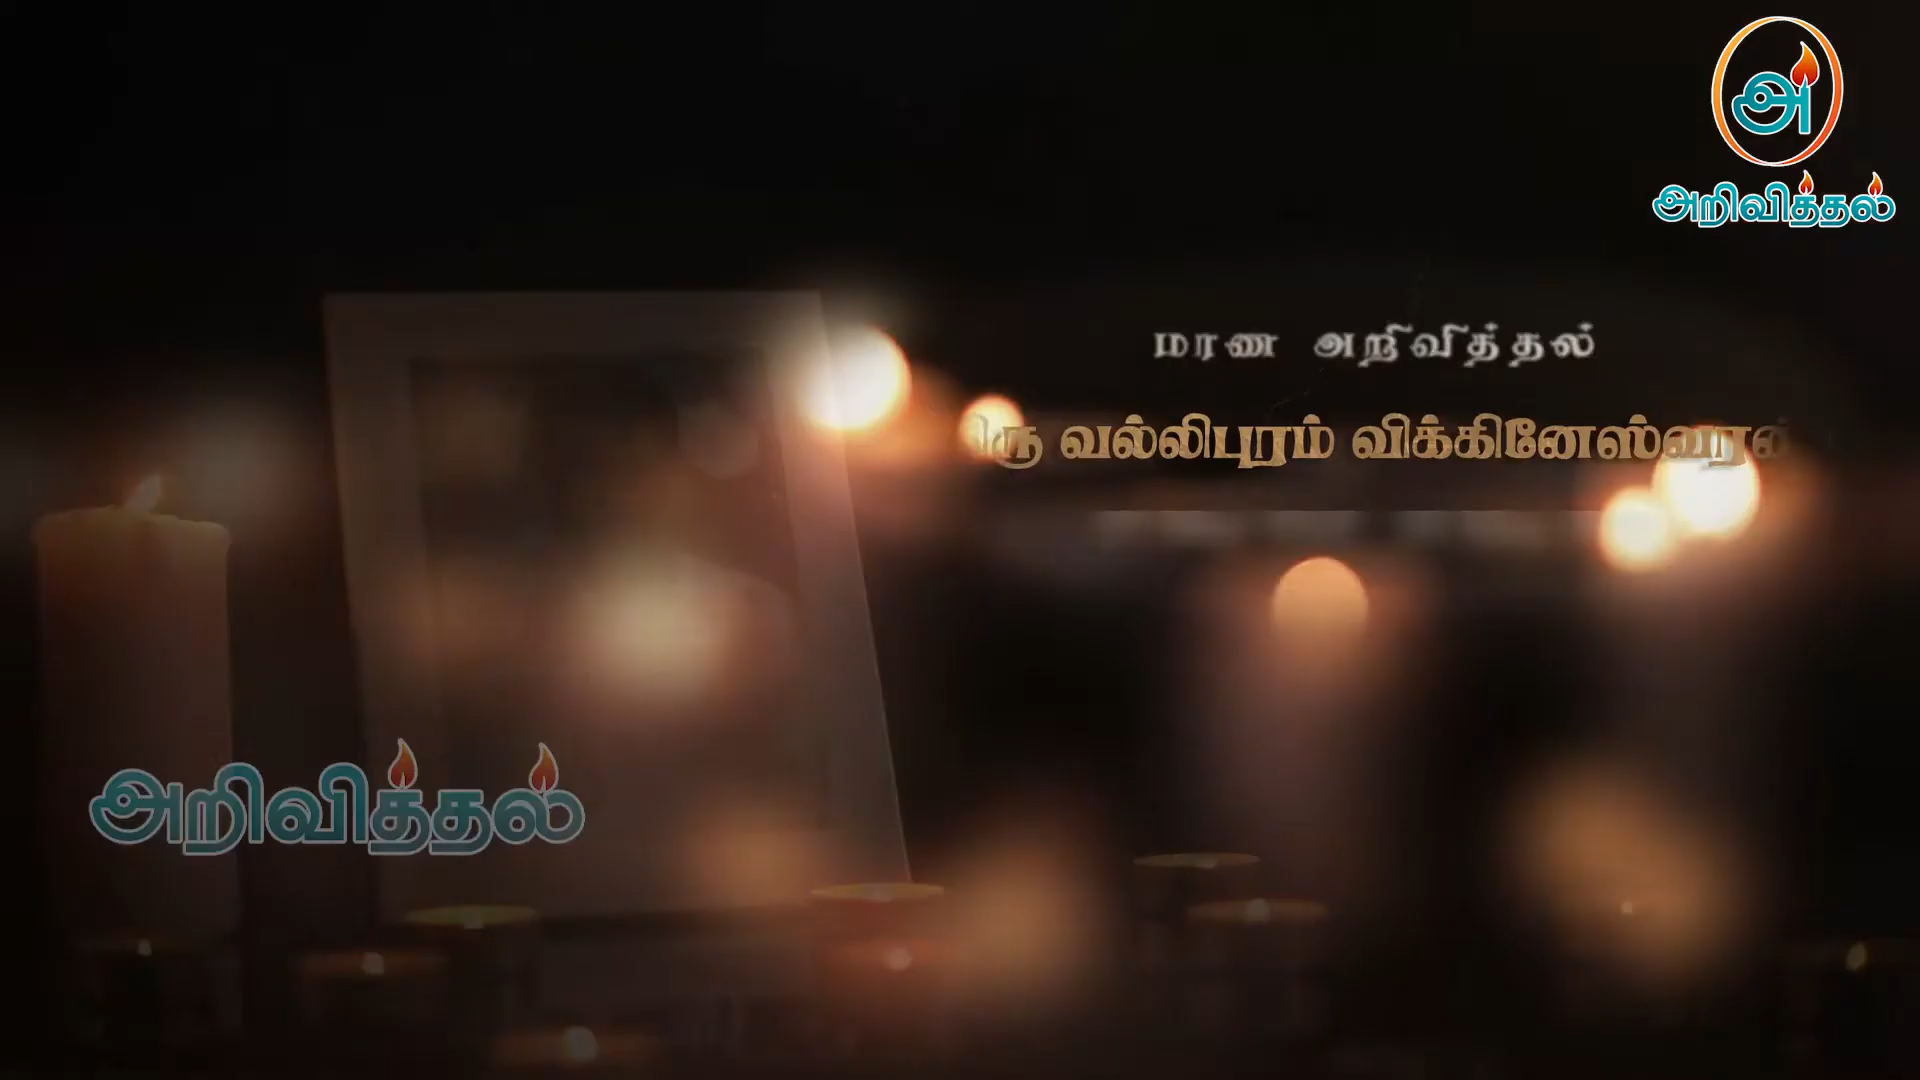 அ
அறிவித்தல்
மரண அறிவித்தல்
திரு வல்லிபுரம் விக்கினேஸ்வரன்
அறிவித்தல்